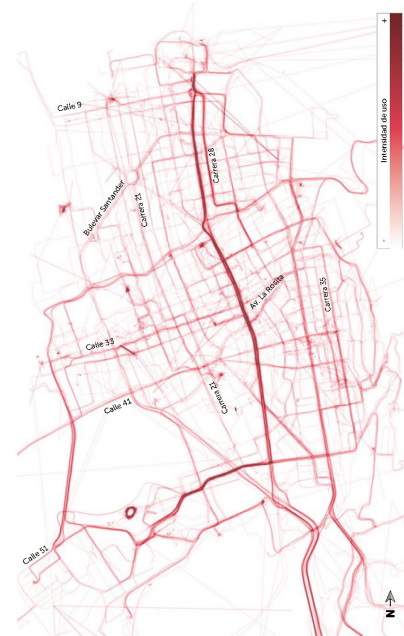 +
Intensidad de uso
-
Calle 9
Carrera 28
Bulevar Santander
Carrera 21
Av. La Rosita
Carrera 35
Calle 33
Carrera 21
Calle 41
Calle 51
N